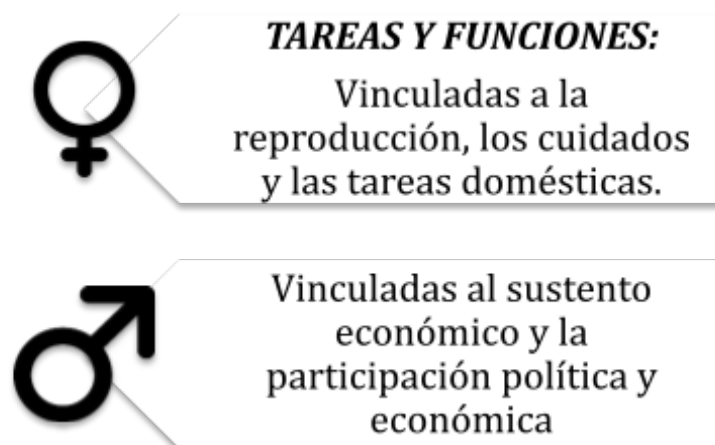 TAREAS Y FUNCIONES:
Vinculadas a la
reproducción, los cuidados
y las tareas domésticas.
Vinculadas al sustento
económico y la
participación política y
económica